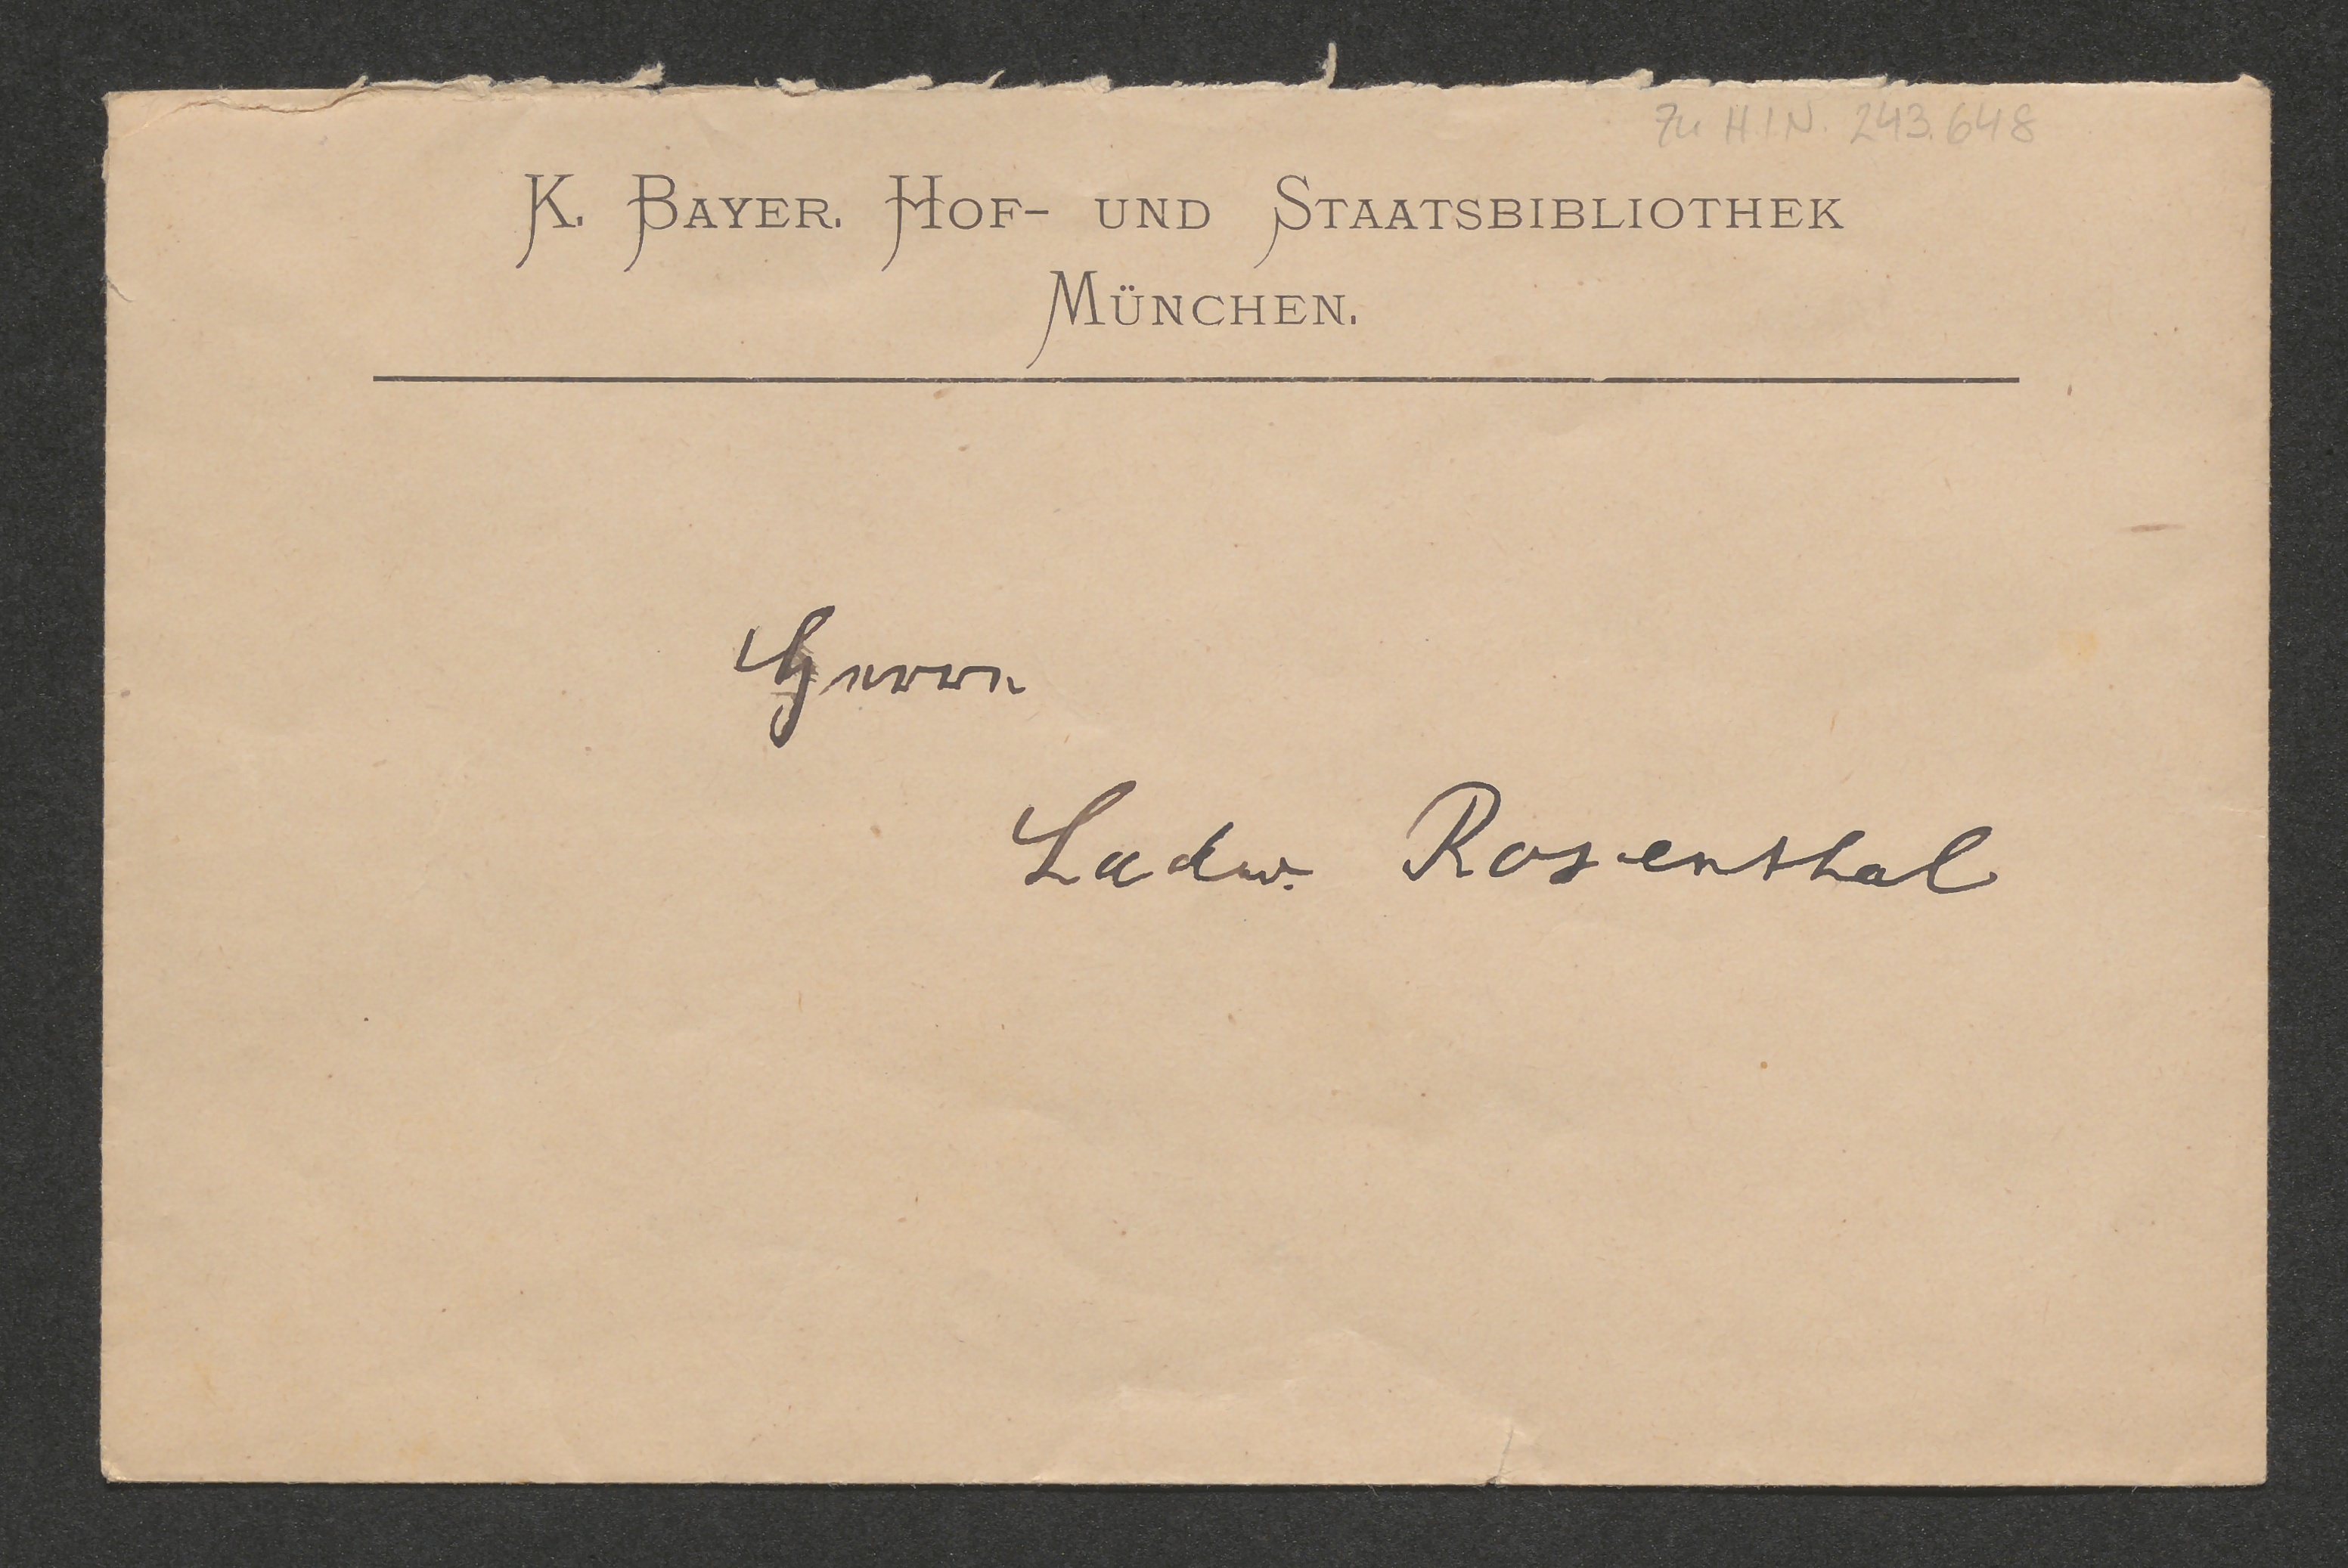 Zu H.I.N. 243.648
K. BAYER. HOF- UND STAATSBIBLIOTHEK
MÜNCHEN.
Herrn
Ludw. Rosenthal